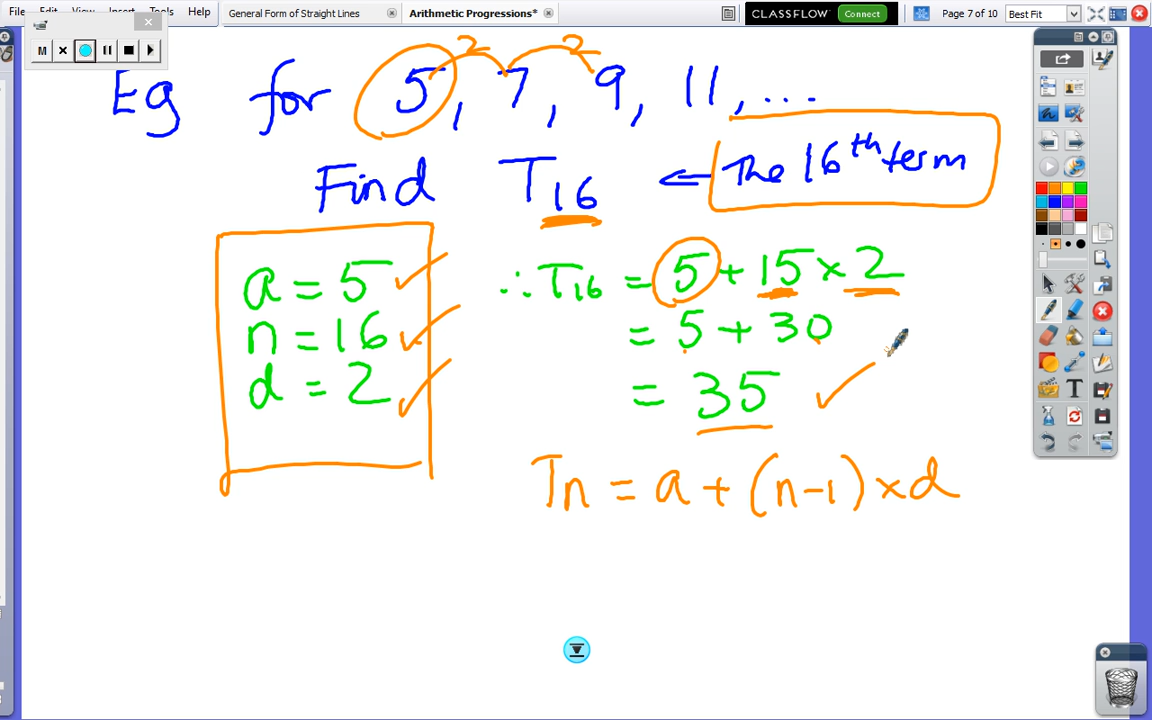 File Edit View Insert Tools Help
General Form of Straight Lines
Arithmetic Progressions*
CLASSFLOW Connect
Page 7 of 10
Best Fit
M
2 2
Eg for 5, 7, 9, 11, ...
Find T16 ⇐ The 16th term
a = 5
n = 16
d = 2
∴ T16 = 5 + 15 × 2
= 5 + 30
= 35
Tn = a + (n-1) × d
T